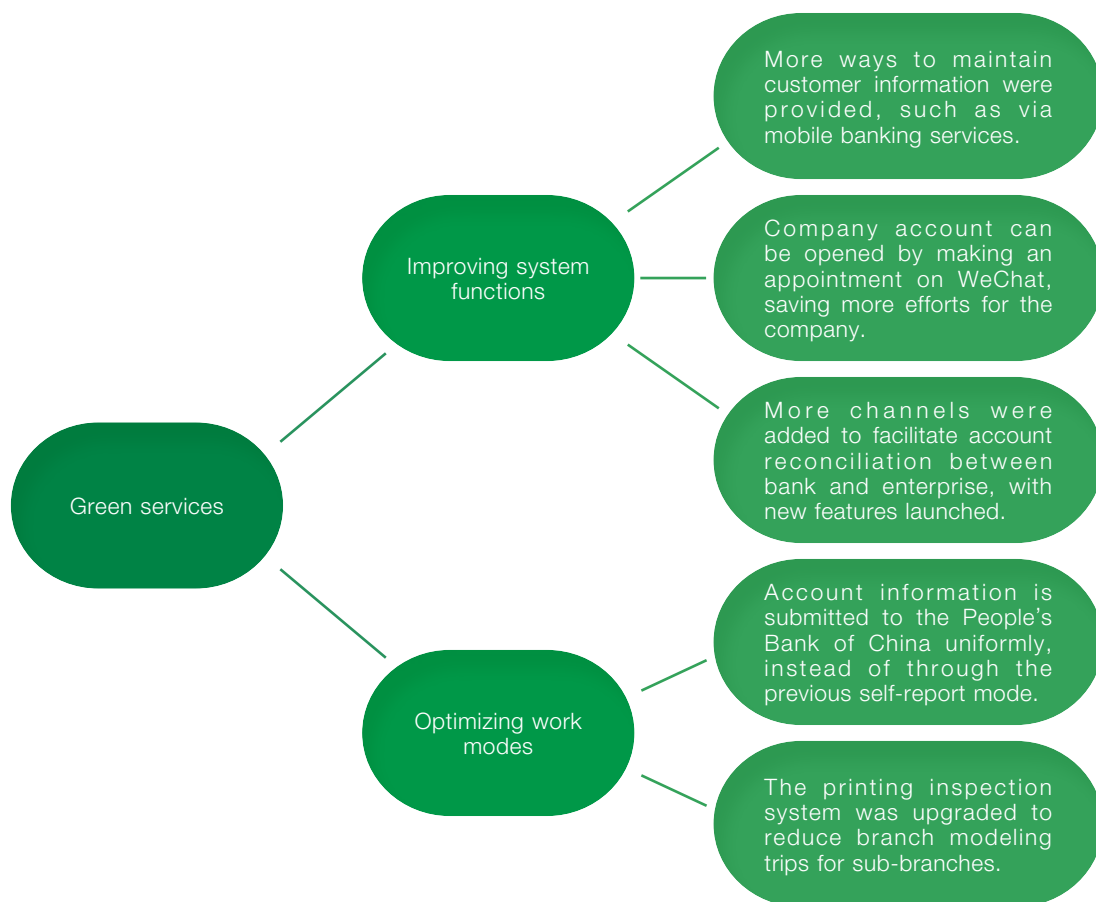 More ways to maintain
customer information were
provided, such as via
mobile banking services.
Company account can
be opened by making an
appointment on WeChat,
saving more efforts for the
company.
Improving system
functions
More channels were
added to facilitate account
reconciliation between
bank and enterprise, with
new features launched.
Green services
Account information is
submitted to the People’s
Bank of China uniformly,
instead of through the
previous self-report mode.
Optimizing work
modes
The printing inspection
system was upgraded to
reduce branch modeling
trips for sub-branches.